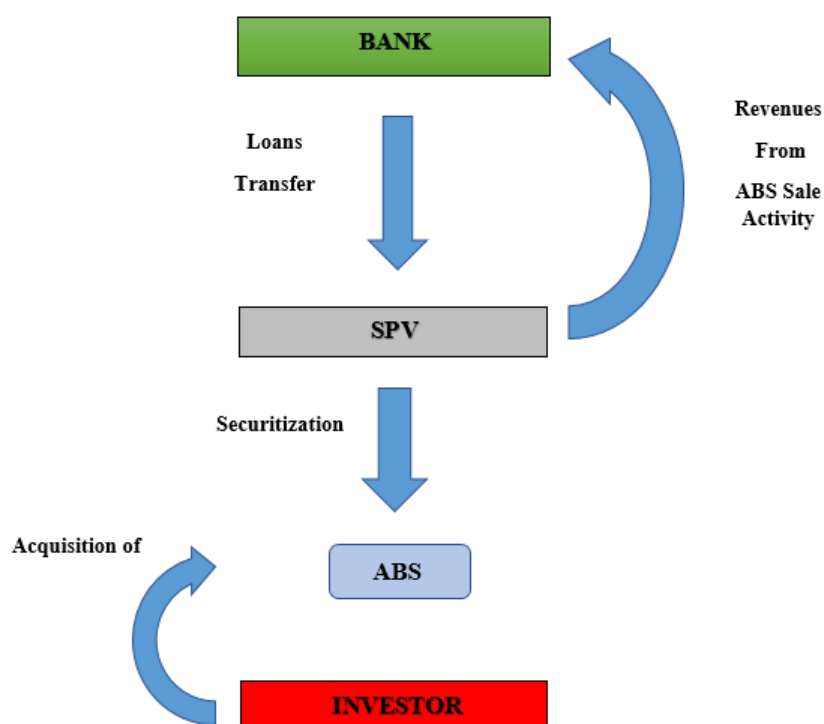 BANK
Loans
Transfer
Revenues
From
ABS Sale
Activity
SPV
Securitization
Acquisition of
ABS
INVESTOR